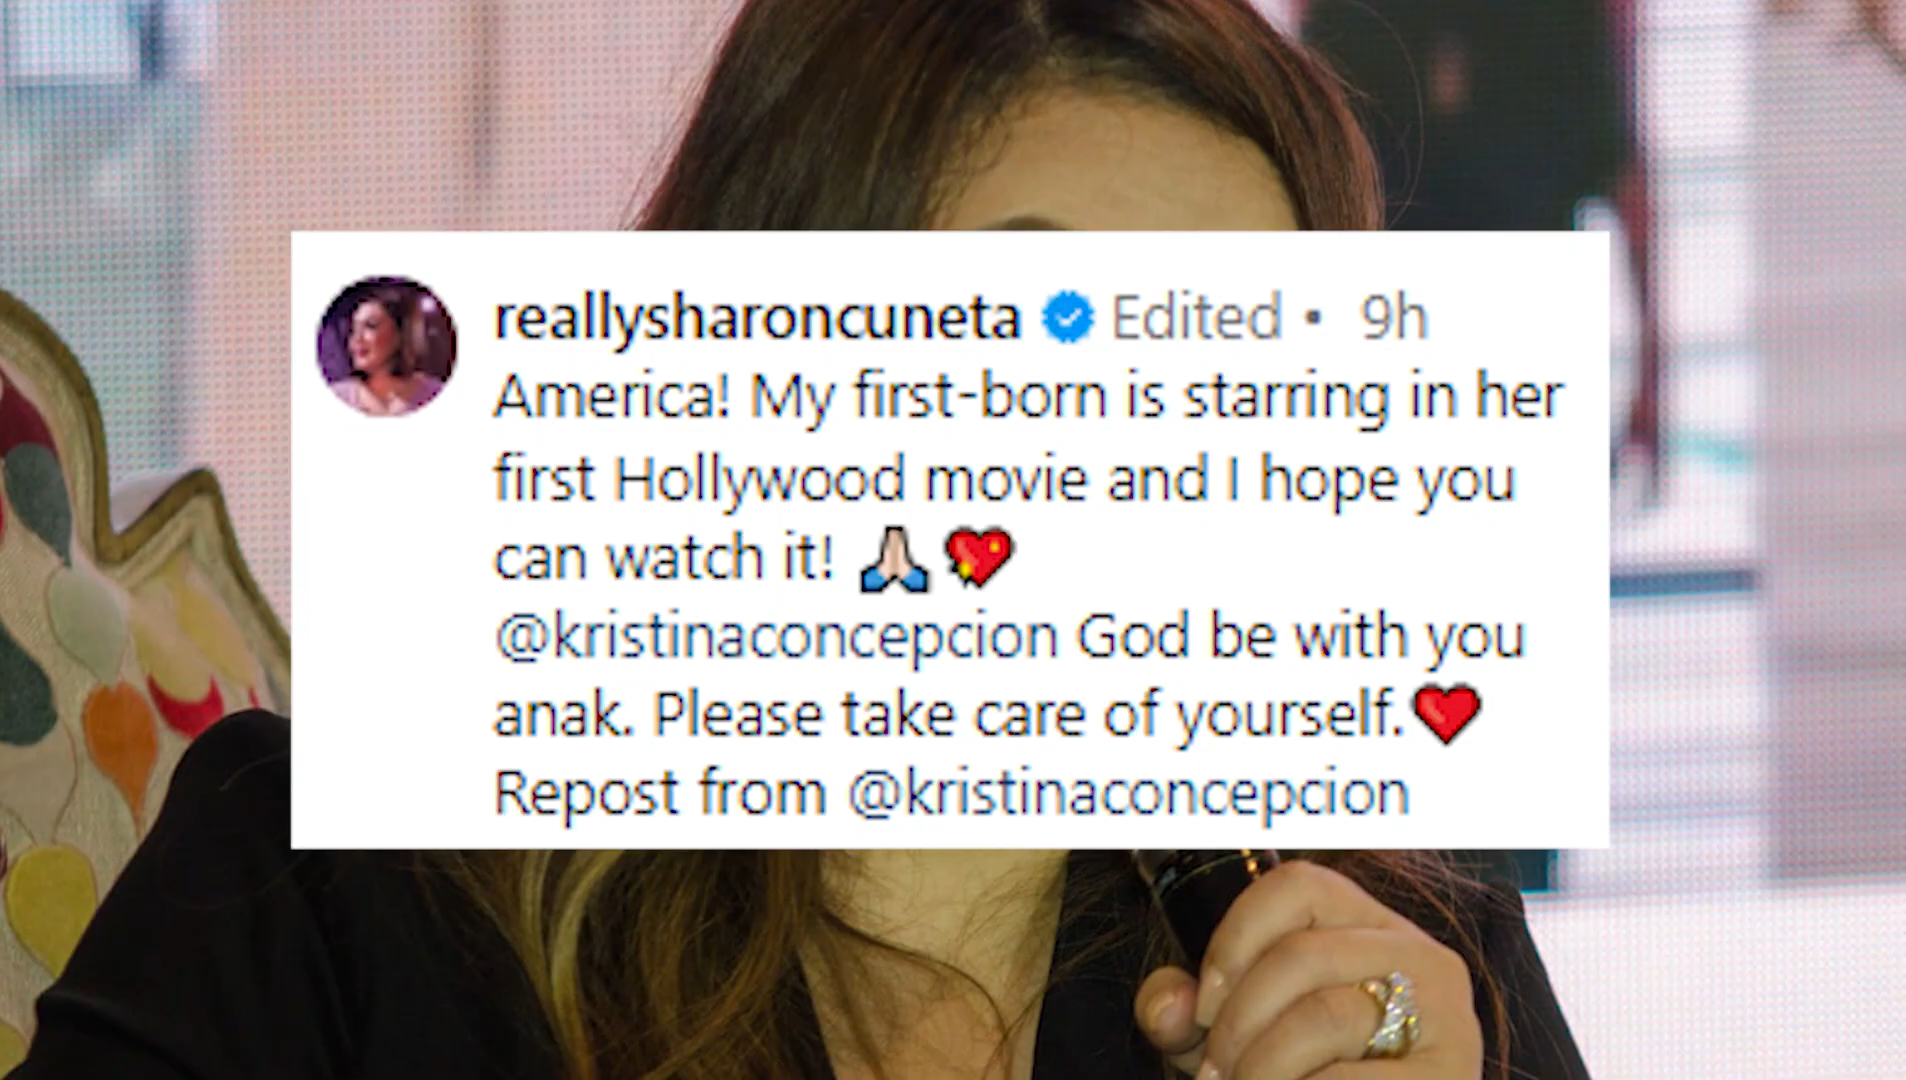 reallysharoncuneta Edited • 9h
America! My first-born is starring in her
first Hollywood movie and I hope you
can watch it! 🙏🏻💖
@kristinaconcepcion God be with you
anak. Please take care of yourself.❤️
Repost from @kristinaconcepcion